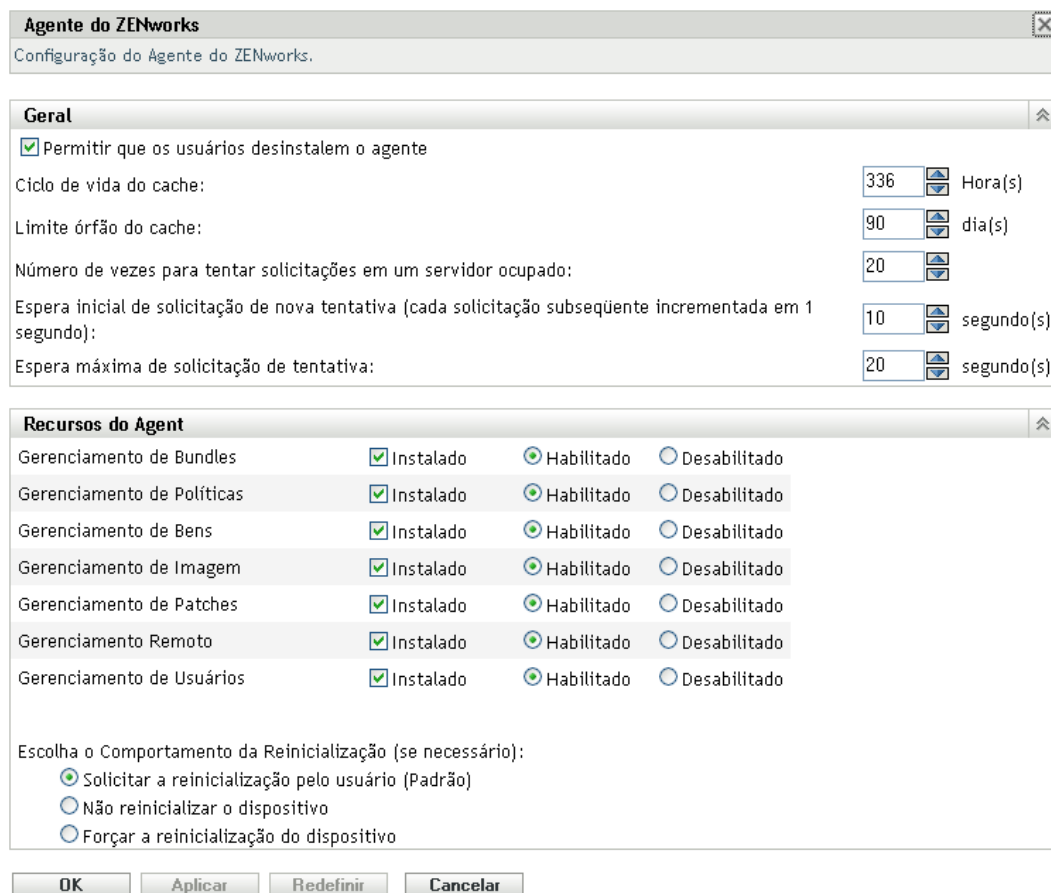 Agente do ZENworks
Configuração do Agente do ZENworks.
Geral
Permitir que os usuários desinstalem o agente
Ciclo de vida do cache: 336 Hora(s)
Limite órfão do cache: 90 dia(s)
Número de vezes para tentar solicitações em um servidor ocupado: 20
Espera inicial de solicitação de nova tentativa (cada solicitação subseqüente incrementada em 1
segundo): 10 segundo(s)
Espera máxima de solicitação de tentativa: 20 segundo(s)
Recursos do Agent
Gerenciamento de Bundles Instalado Habilitado Desabilitado
Gerenciamento de Políticas Instalado Habilitado Desabilitado
Gerenciamento de Bens Instalado Habilitado Desabilitado
Gerenciamento de Imagem Instalado Habilitado Desabilitado
Gerenciamento de Patches Instalado Habilitado Desabilitado
Gerenciamento Remoto Instalado Habilitado Desabilitado
Gerenciamento de Usuários Instalado Habilitado Desabilitado
Escolha o Comportamento da Reinicialização (se necessário):
Solicitar a reinicialização pelo usuário (Padrão)
Não reinicializar o dispositivo
Forçar a reinicialização do dispositivo
OK Aplicar Redefinir Cancelar